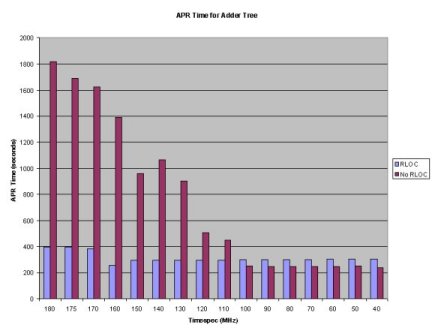 APR Time for Adder Tree
2000
1800
1600
1400
1200
1000
800
600
400
200
0
APR Time (seconds)
180 175 170 160 150 140 130 120 110 100 90 80 70 60 50 40
Timespec (MHz)
RLOC
No RLOC